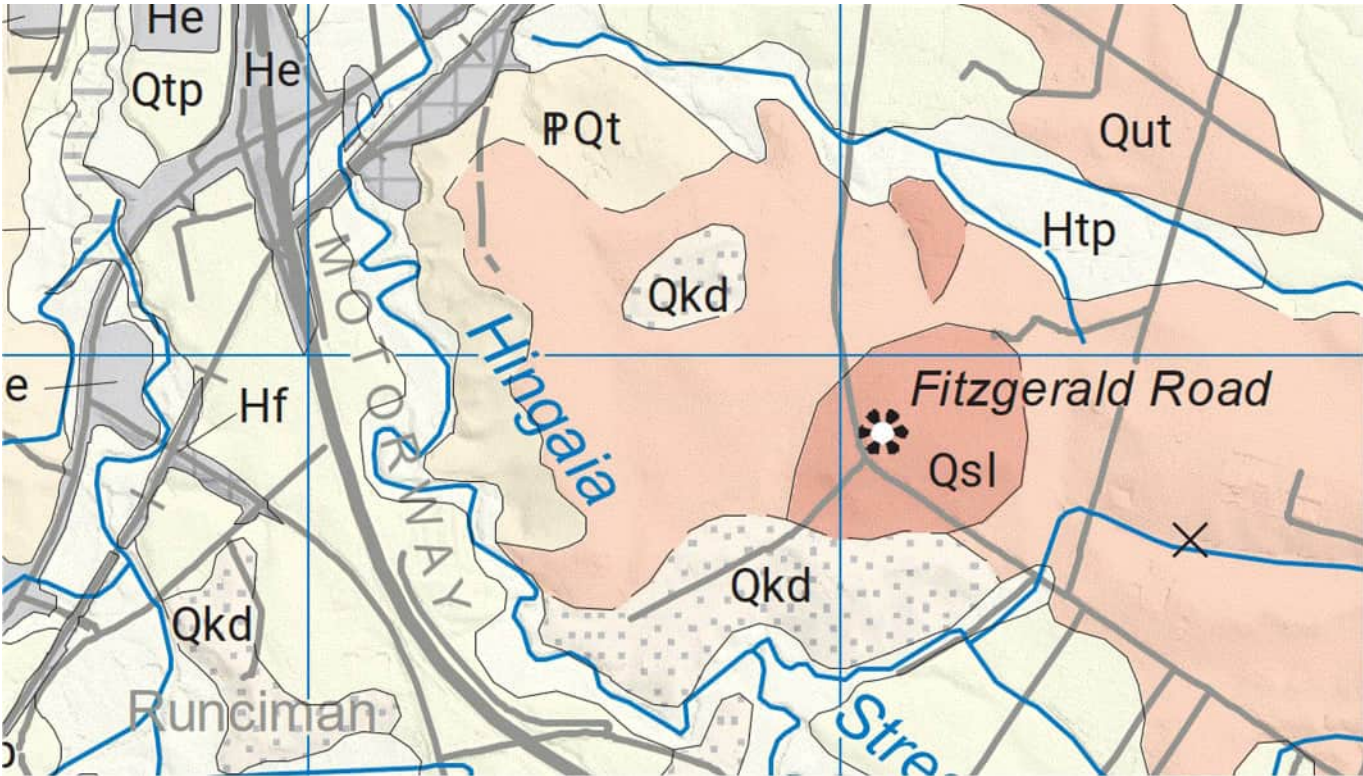 He
He
Qtp
PQt
Qut
Htp
Qkd
MOTORWAY
Hingaia
e
Hf
Fitzgerald Road
Qsl
Qkd
Qkd
Runciman
Stre